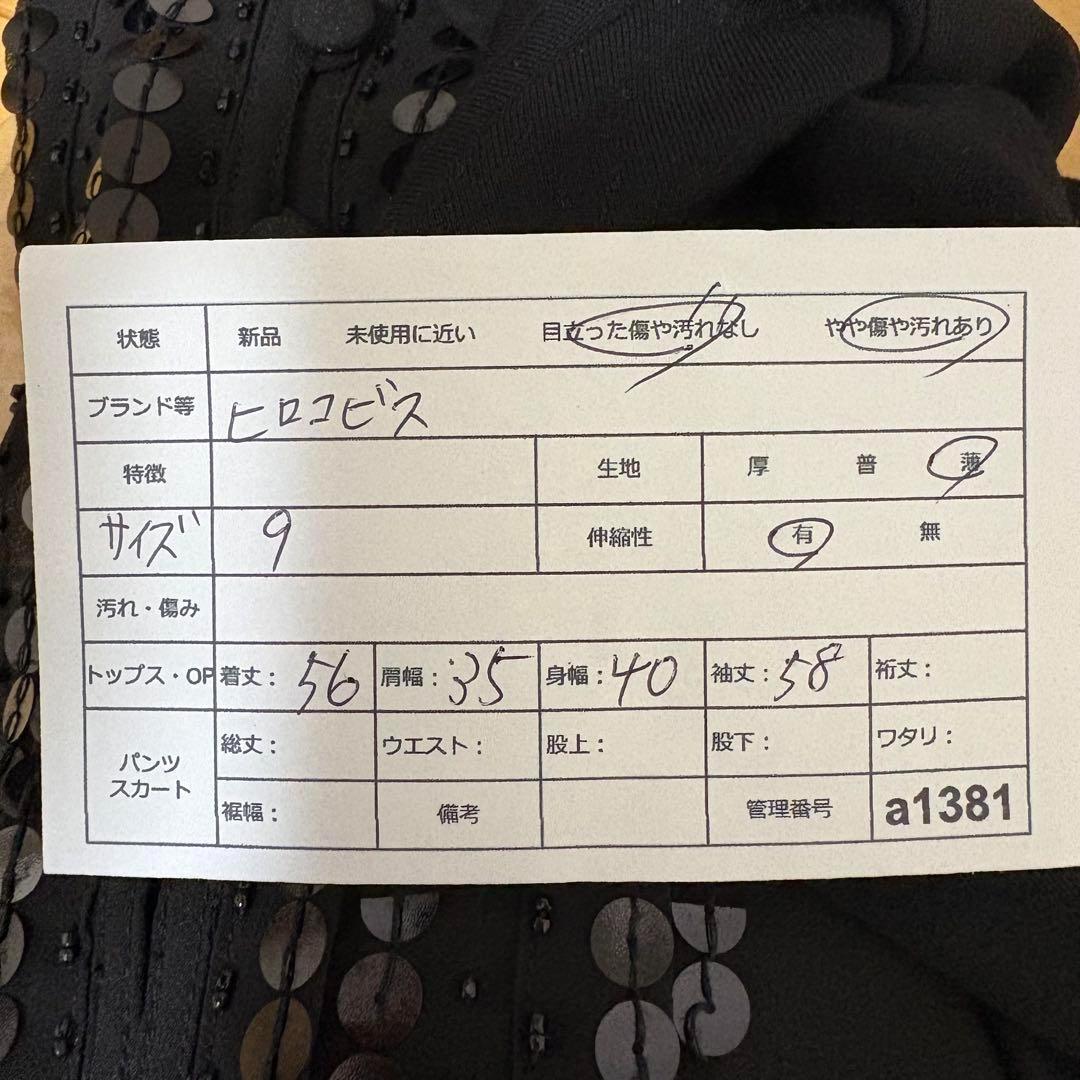 状態 新品 未使用に近い 目立った傷や汚れなし やや傷や汚れあり
ブランド等 ヒロコビス
特徴 生地 厚 普 薄
サイズ 9 伸縮性 有 無
汚れ・傷み
トップス・OP 着丈：56 肩幅：35 身幅：40 袖丈：58 裄丈：
パンツ スカート 総丈： ウエスト： 股上： 股下： ワタリ：
裾幅： 備考 管理番号 a1381